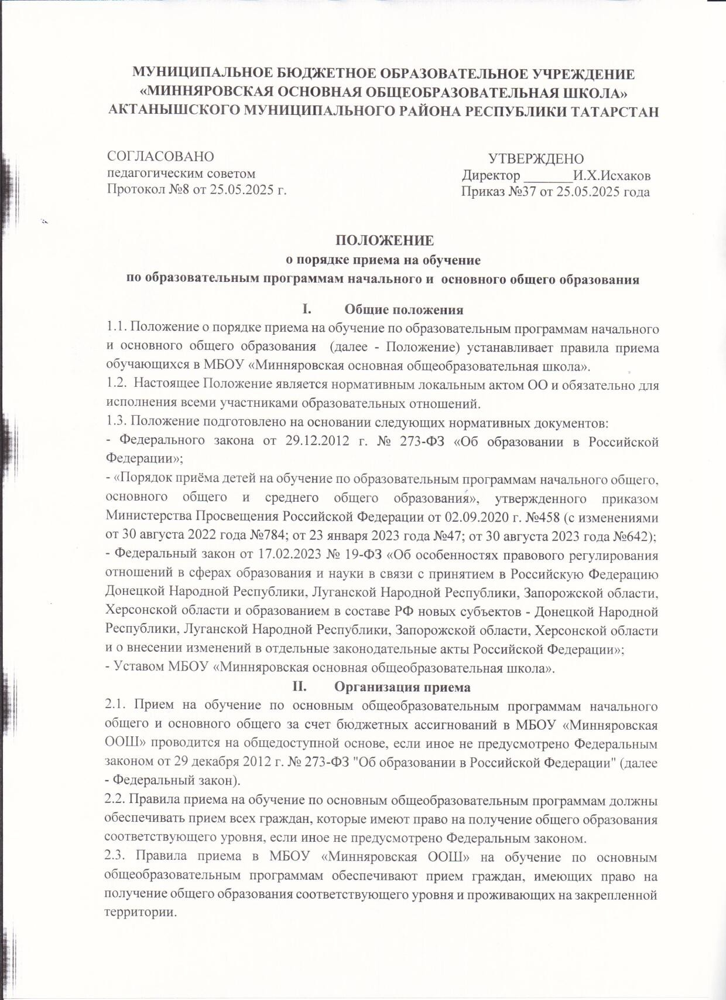 МУНИЦИПАЛЬНОЕ БЮДЖЕТНОЕ ОБРАЗОВАТЕЛЬНОЕ УЧРЕЖДЕНИЕ
«МИННЯРОВСКАЯ ОСНОВНАЯ ОБЩЕОБРАЗОВАТЕЛЬНАЯ ШКОЛА»
АКТАНЫШСКОГО МУНИЦИПАЛЬНОГО РАЙОНА РЕСПУБЛИКИ ТАТАРСТАН
СОГЛАСОВАНО
педагогическим советом
Протокол №8 от 25.05.2025 г.
УТВЕРЖДЕНО
Директор _______И.Х.Исхаков
Приказ №37 от 25.05.2025 года
ПОЛОЖЕНИЕ
о порядке приема на обучение
по образовательным программам начального и  основного общего образования
I. Общие положения
1.1. Положение о порядке приема на обучение по образовательным программам начального
и основного общего образования  (далее - Положение) устанавливает правила приема
обучающихся в МБОУ «Минняровская основная общеобразовательная школа».
1.2.  Настоящее Положение является нормативным локальным актом ОО и обязательно для
исполнения всеми участниками образовательных отношений.
1.3. Положение подготовлено на основании следующих нормативных документов:
- Федерального закона от 29.12.2012 г. № 273-ФЗ «Об образовании в Российской
Федерации»;
- «Порядок приёма детей на обучение по образовательным программам начального общего,
основного общего и среднего общего образования», утвержденного приказом
Министерства Просвещения Российской Федерации от 02.09.2020 г. №458 (с изменениями
от 30 августа 2022 года №784; от 23 января 2023 года №47; от 30 августа 2023 года №642);
- Федеральный закон от 17.02.2023 № 19-ФЗ «Об особенностях правового регулирования
отношений в сферах образования и науки в связи с принятием в Российскую Федерацию
Донецкой Народной Республики, Луганской Народной Республики, Запорожской области,
Херсонской области и образованием в составе РФ новых субъектов - Донецкой Народной
Республики, Луганской Народной Республики, Запорожской области, Херсонской области
и о внесении изменений в отдельные законодательные акты Российской Федерации»;
- Уставом МБОУ «Минняровская основная общеобразовательная школа».
II. Организация приема
2.1. Прием на обучение по основным общеобразовательным программам начального
общего и основного общего за счет бюджетных ассигнований в МБОУ «Минняровская
ООШ» проводится на общедоступной основе, если иное не предусмотрено Федеральным
законом от 29 декабря 2012 г. № 273-ФЗ "Об образовании в Российской Федерации" (далее
- Федеральный закон).
2.2. Правила приема на обучение по основным общеобразовательным программам должны
обеспечивать прием всех граждан, которые имеют право на получение общего образования
соответствующего уровня, если иное не предусмотрено Федеральным законом.
2.3. Правила приема в МБОУ «Минняровская ООШ» на обучение по основным
общеобразовательным программам обеспечивают прием граждан, имеющих право на
получение общего образования соответствующего уровня и проживающих на закрепленной
территории.